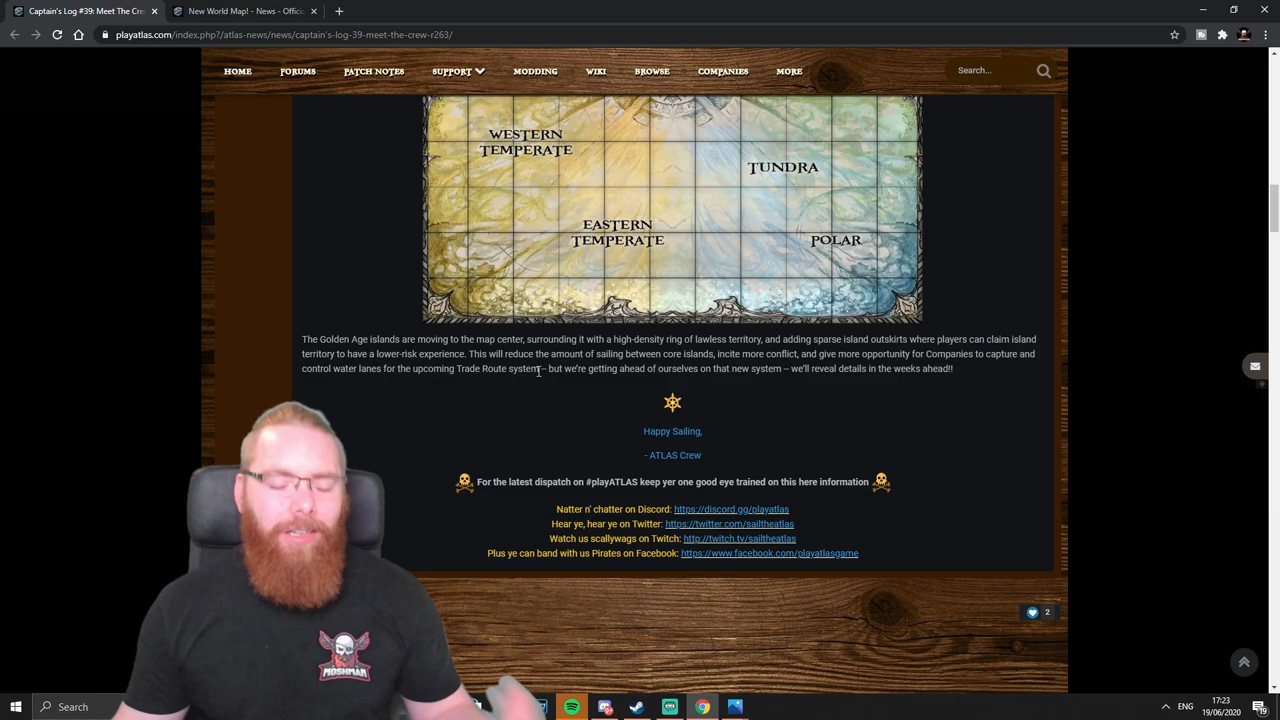 Captain's Log #39: Meet the Crew
News - Official
New World Map
playatlas.com/index.php?/atlas-news/news/captain's-log-39-meet-the-crew-r263/
HOME FORUMS PATCH NOTES SUPPORT MODDING WIKI BROWSE COMPANIES MORE Search...
WESTERN
TEMPERATE
TUNDRA
EASTERN
TEMPERATE
POLAR
The Golden Age islands are moving to the map center, surrounding it with a high-density ring of lawless territory, and adding sparse island outskirts where players can claim island
territory to have a lower-risk experience. This will reduce the amount of sailing between core islands, incite more conflict, and give more opportunity for Companies to capture and
control water lanes for the upcoming Trade Route system – but we're getting ahead of ourselves on that new system – we'll reveal details in the weeks ahead!!
Happy Sailing,
- ATLAS Crew
For the latest dispatch on #playATLAS keep yer one good eye trained on this here information
Natter n' chatter on Discord: https://discord.gg/playatlas
Hear ye, hear ye on Twitter: https://twitter.com/sailtheatlas
Watch us scallywags on Twitch: http://twitch.tv/sailtheatlas
Plus ye can band with us Pirates on Facebook: https://www.facebook.com/playatlasgame
2
MOSHMAN
Search
ENG
17:23
19/06/2020